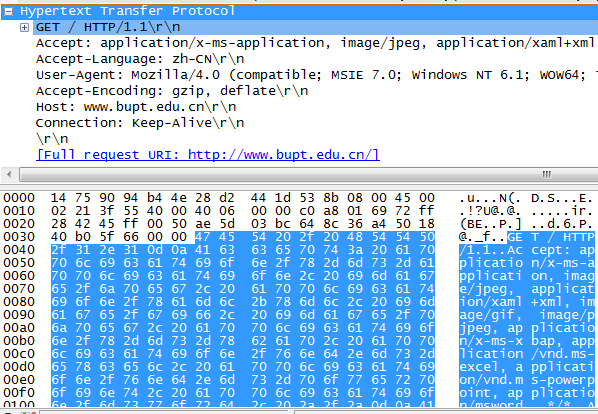 Hypertext Transfer Protocol
GET / HTTP/1.1\r\n
Accept: application/x-ms-application, image/jpeg, application/xaml+xml
Accept-Language: zh-CN\r\n
User-Agent: Mozilla/4.0 (compatible; MSIE 7.0; Windows NT 6.1; WOW64;
Accept-Encoding: gzip, deflate\r\n
Host: www.bupt.edu.cn\r\n
Connection: Keep-Alive\r\n
\r\n
[Full request URI: http://www.bupt.edu.cn/]
0000 14 75 90 94 b4 4e 28 d2 44 1d 53 8b 08 00 45 00 .u...N(. D.S...E.
0010 02 21 3f 55 40 00 40 06 00 00 c0 a8 01 69 72 ff .!?U@.@. .....ir.
0020 28 42 45 ff 00 50 ae 5d 03 bc 64 8c 36 a4 50 18 (BE..P.] ..d.6.P.
0030 40 b0 5f 66 00 00 47 45 54 20 2f 20 48 54 54 50 @._f..GE T / HTTP
0040 2f 31 2e 31 0d 0a 41 63 63 65 70 74 3a 20 61 70 /1.1..Ac cept: ap
0050 70 6c 69 63 61 74 69 6f 6e 2f 78 2d 6d 73 2d 61 plicatio n/x-ms-a
0060 70 70 6c 69 63 61 74 69 6f 6e 2c 20 69 6d 61 67 pplicati on, imag
0070 65 2f 6a 70 65 67 2c 20 61 70 70 6c 69 63 61 74 e/jpeg,  applicat
0080 69 6f 6e 2f 78 61 6d 6c 2b 78 6d 6c 2c 20 69 6d ion/xaml +xml, im
0090 61 67 65 2f 67 69 66 2c 20 69 6d 61 67 65 2f 70 age/gif,  image/p
00a0 6a 70 65 67 2c 20 61 70 70 6c 69 63 61 74 69 6f jpeg, ap plicatio
00b0 6e 2f 78 2d 6d 73 2d 78 62 61 70 2c 20 61 70 70 n/x-ms-x bap, app
00c0 6c 69 63 61 74 69 6f 6e 2f 76 6e 64 2e 6d 73 2d lication /vnd.ms-
00d0 65 78 63 65 6c 2c 20 61 70 70 6c 69 63 61 74 69 excel, a pplicati
00e0 6f 6e 2f 76 6e 64 2e 6d 73 2d 70 6f 77 65 72 70 on/vnd.m s-powerp
00f0 6f 69 6e 74 2c 20 61 70 70 6c 69 63 61 74 69 6f oint, ap plicatio
0100 6e 2f 6d 73 77 6f 72 64 2c 20 2a 2f 2a 0d 0a 41 n/msword , */*..A